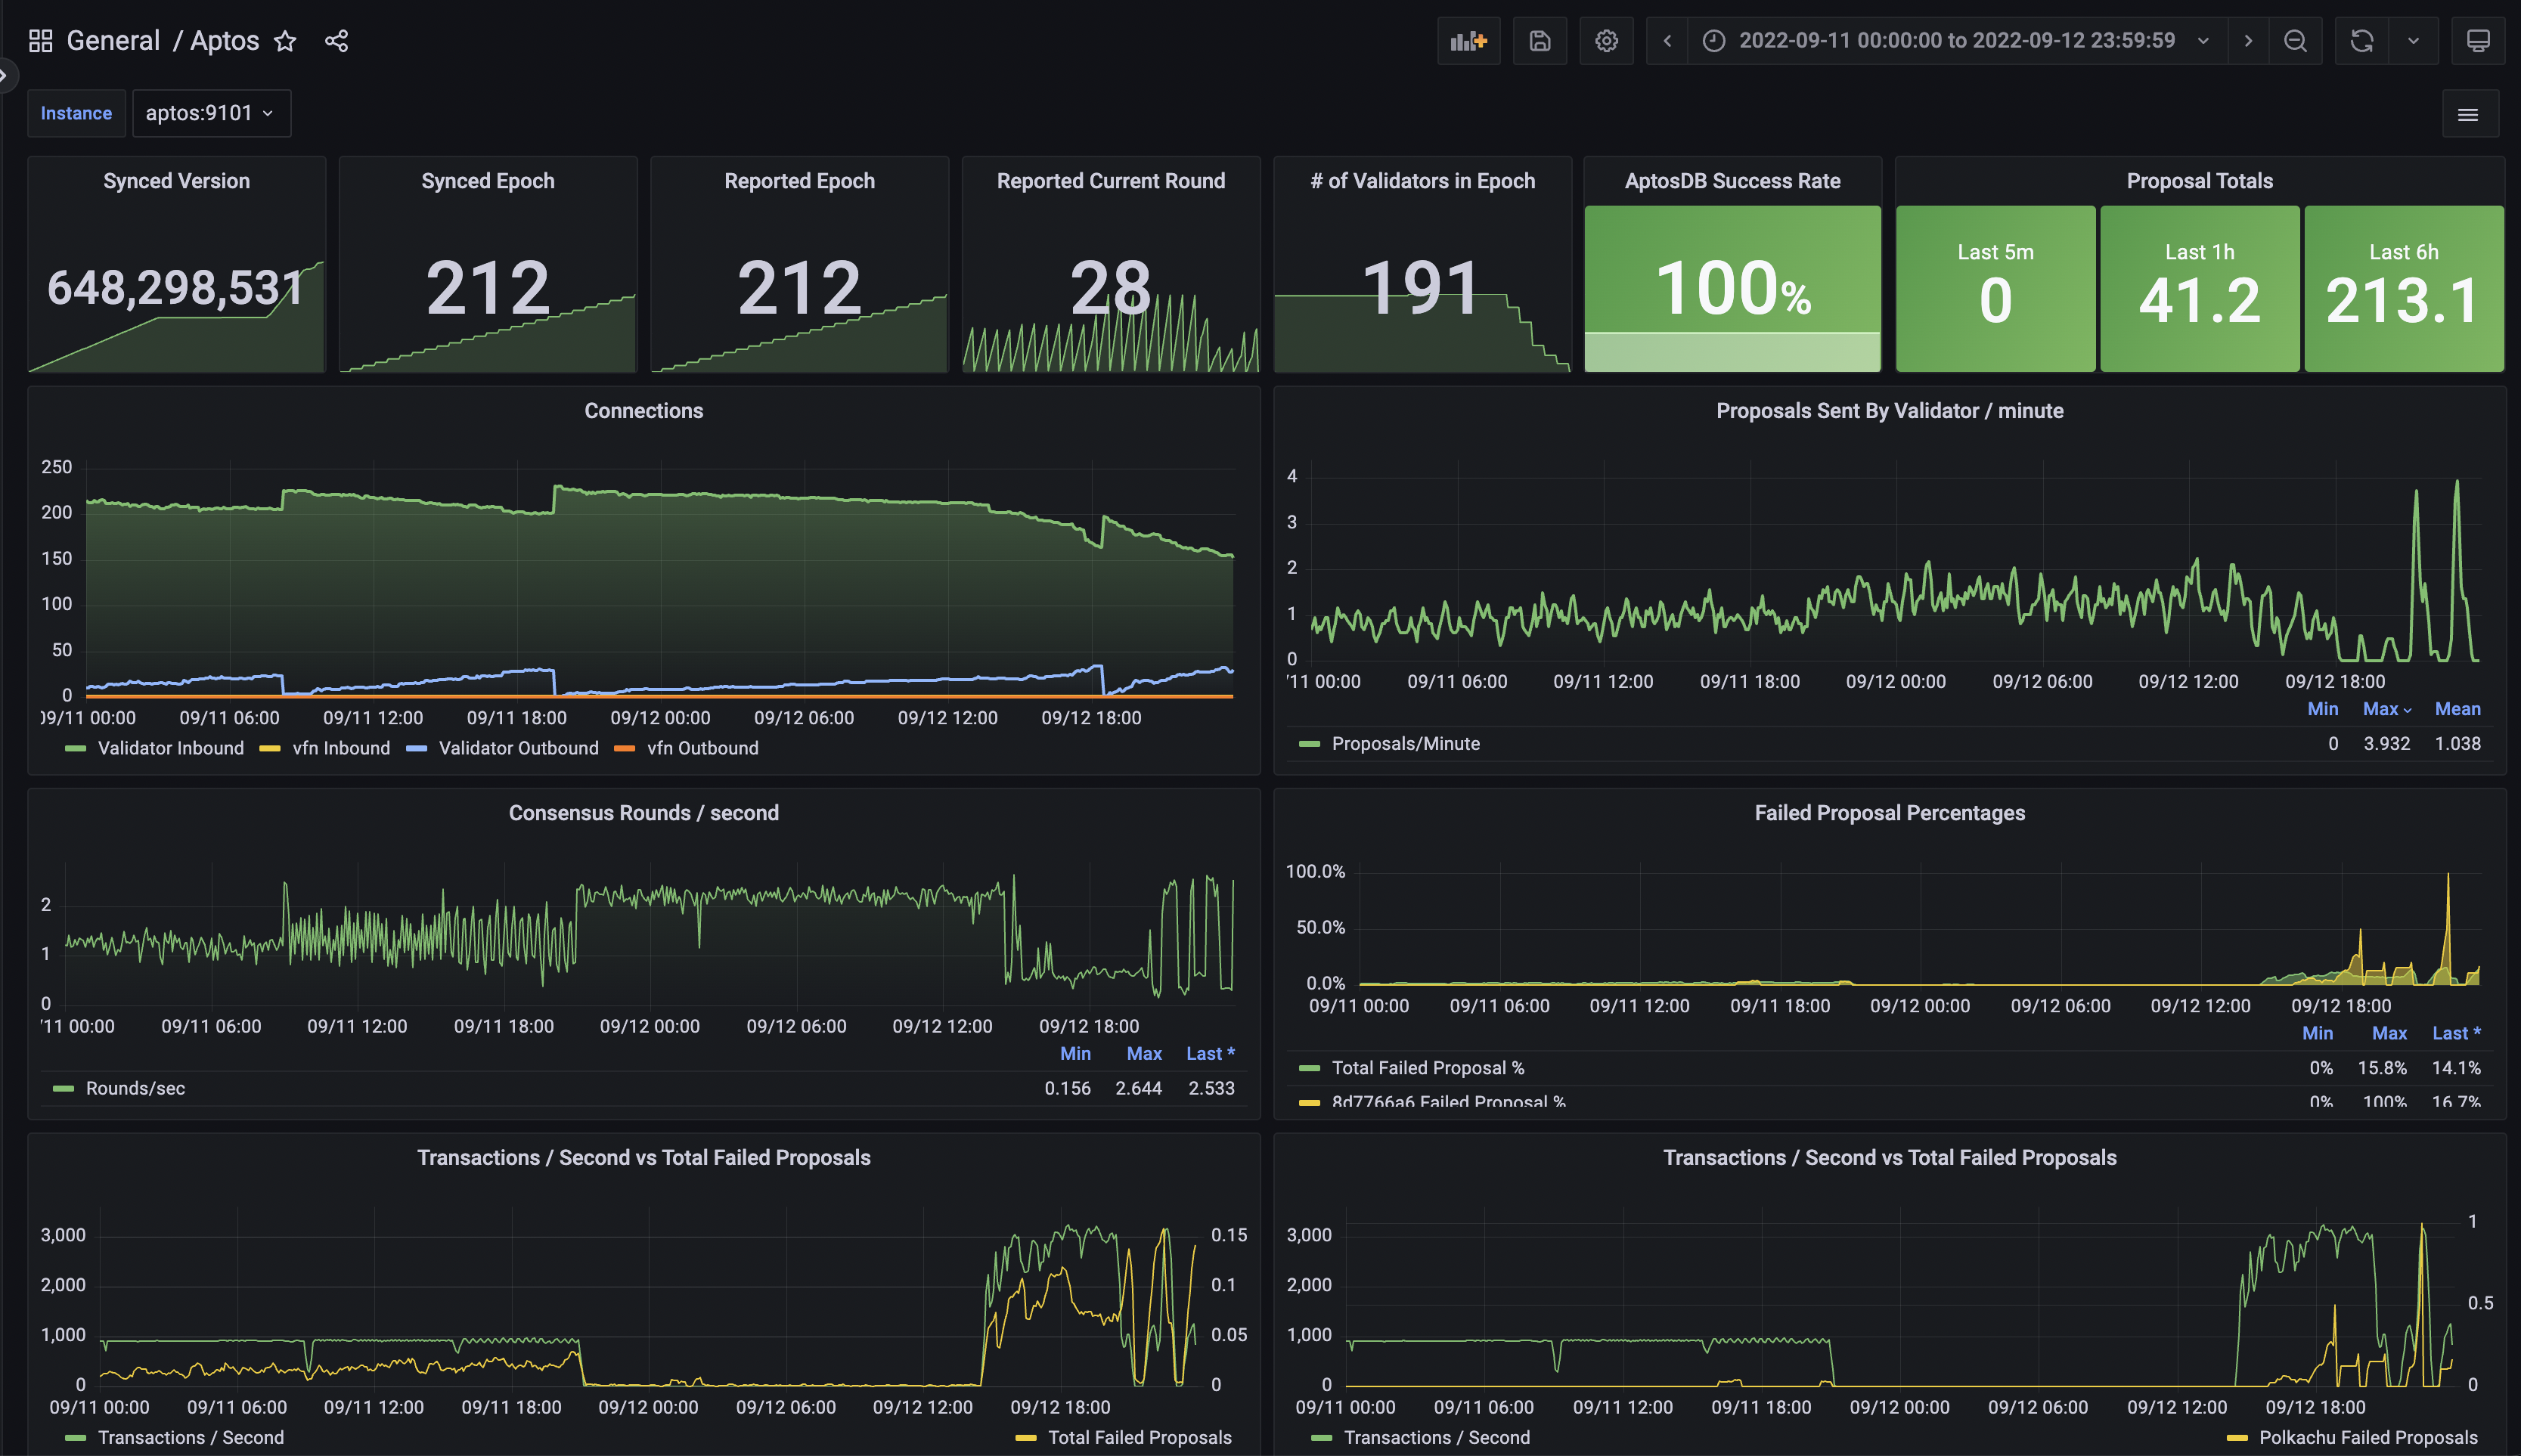 General / Aptos
2022-09-11 00:00:00 to 2022-09-12 23:59:59
Instance aptos:9101
Synced Version
648,298,531
Synced Epoch
212
Reported Epoch
212
Reported Current Round
28
# of Validators in Epoch
191
AptosDB Success Rate
100%
Proposal Totals
Last 5m
0
Last 1h
41.2
Last 6h
213.1
Connections
250
200
150
100
50
0
09/11 00:00 09/11 06:00 09/11 12:00 09/11 18:00 09/12 00:00 09/12 06:00 09/12 12:00 09/12 18:00
Validator Inbound vfn Inbound Validator Outbound vfn Outbound
Proposals Sent By Validator / minute
4
3
2
1
0
'11 00:00 09/11 06:00 09/11 12:00 09/11 18:00 09/12 00:00 09/12 06:00 09/12 12:00 09/12 18:00
Min Max Mean
Proposals/Minute 0 3.932 1.038
Consensus Rounds / second
2
1
0
'11 00:00 09/11 06:00 09/11 12:00 09/11 18:00 09/12 00:00 09/12 06:00 09/12 12:00 09/12 18:00
Min Max Last *
Rounds/sec 0.156 2.644 2.533
Failed Proposal Percentages
100.0%
50.0%
0.0%
09/11 00:00 09/11 06:00 09/11 12:00 09/11 18:00 09/12 00:00 09/12 06:00 09/12 12:00 09/12 18:00
Min Max Last *
Total Failed Proposal % 0% 15.8% 14.1%
8d7766a6 Failed Proposal % 0% 100% 16.7%
Transactions / Second vs Total Failed Proposals
3,000 0.15
2,000 0.1
1,000 0.05
0 0
09/11 00:00 09/11 06:00 09/11 12:00 09/11 18:00 09/12 00:00 09/12 06:00 09/12 12:00 09/12 18:00
Transactions / Second Total Failed Proposals
Transactions / Second vs Total Failed Proposals
1
3,000
2,000
0.5
1,000
0 0
09/11 00:00 09/11 06:00 09/11 12:00 09/11 18:00 09/12 00:00 09/12 06:00 09/12 12:00 09/12 18:00
Transactions / Second Polkachu Failed Proposals